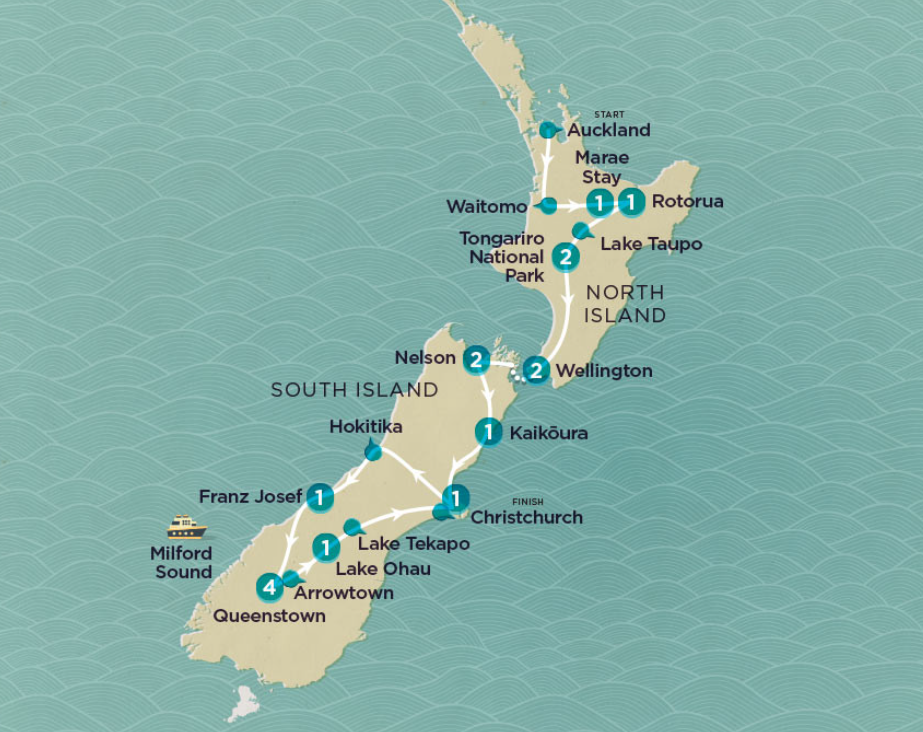 START
Auckland
Marae
Stay
Waitomo
1
1
Rotorua
Tongariro
National
Park
2
Lake Taupo
NORTH
ISLAND
Nelson
2
2
Wellington
SOUTH ISLAND
Hokitika
1
Kaikōura
Franz Josef
1
1
FINISH
Christchurch
Milford
Sound
1
Lake Tekapo
Lake Ohau
4
Arrowtown
Queenstown